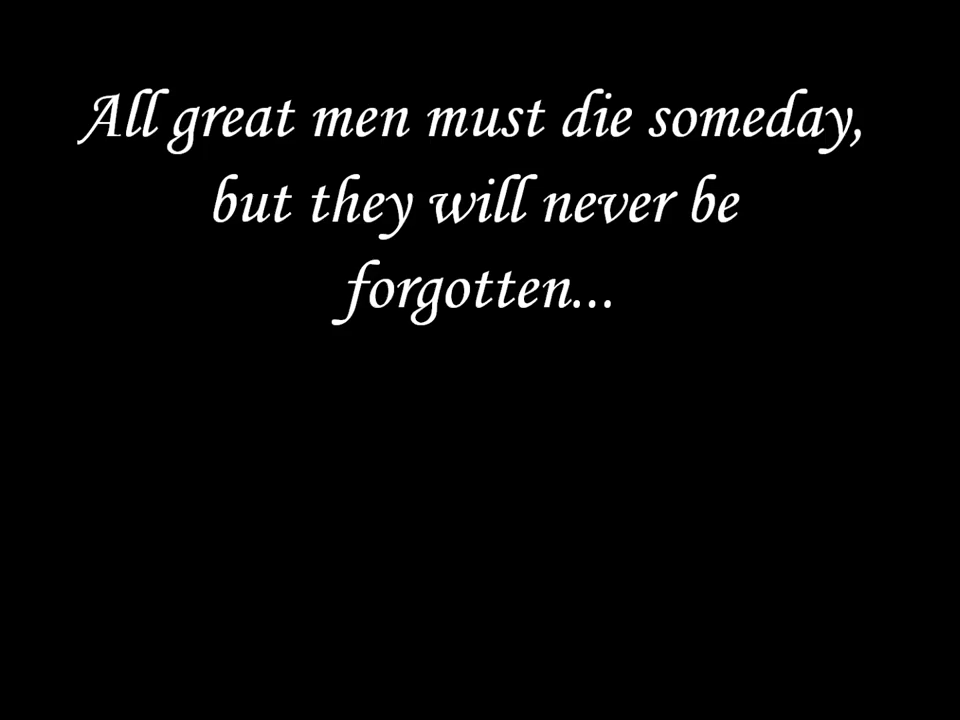 All great men must die someday,
but they will never be
forgotten...